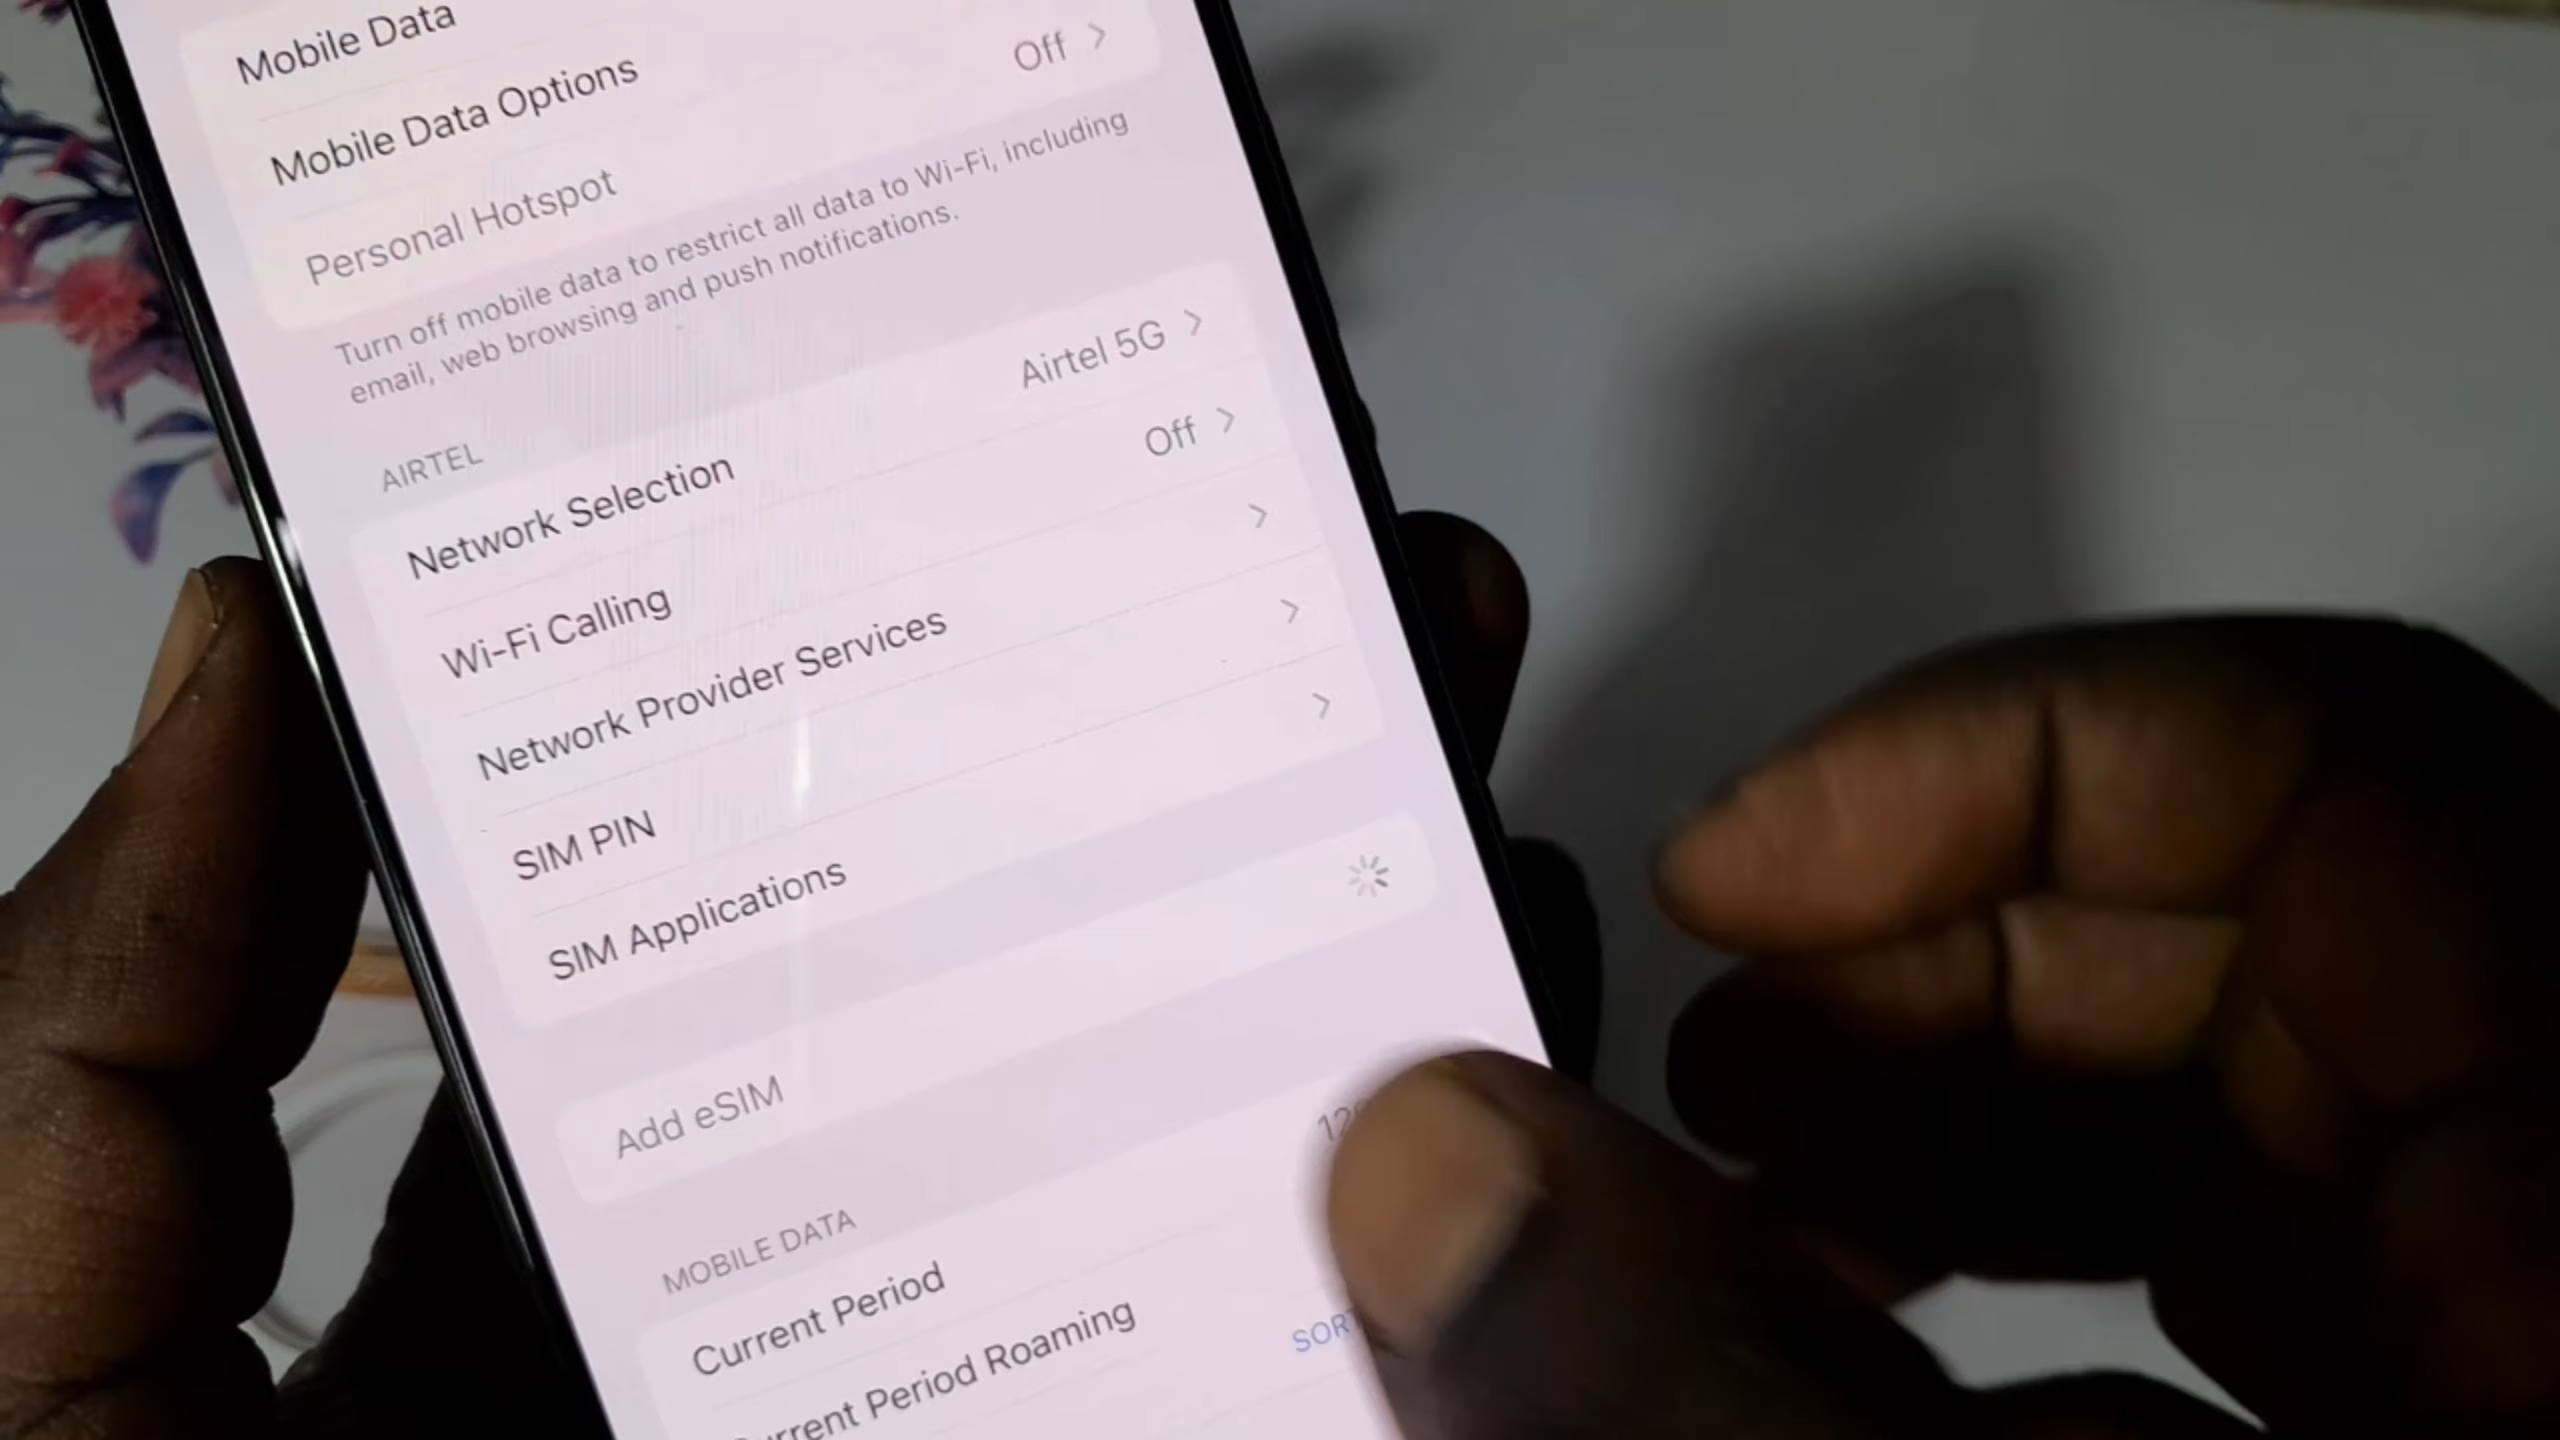 Mobile Data
Mobile Data Options Off
Personal Hotspot
Turn off mobile data to restrict all data to Wi-Fi, including
email, web browsing and push notifications.
AIRTEL
Network Selection Airtel 5G
Wi-Fi Calling Off
Network Provider Services
SIM PIN
SIM Applications
Add eSIM
MOBILE DATA
Current Period
Period Roaming